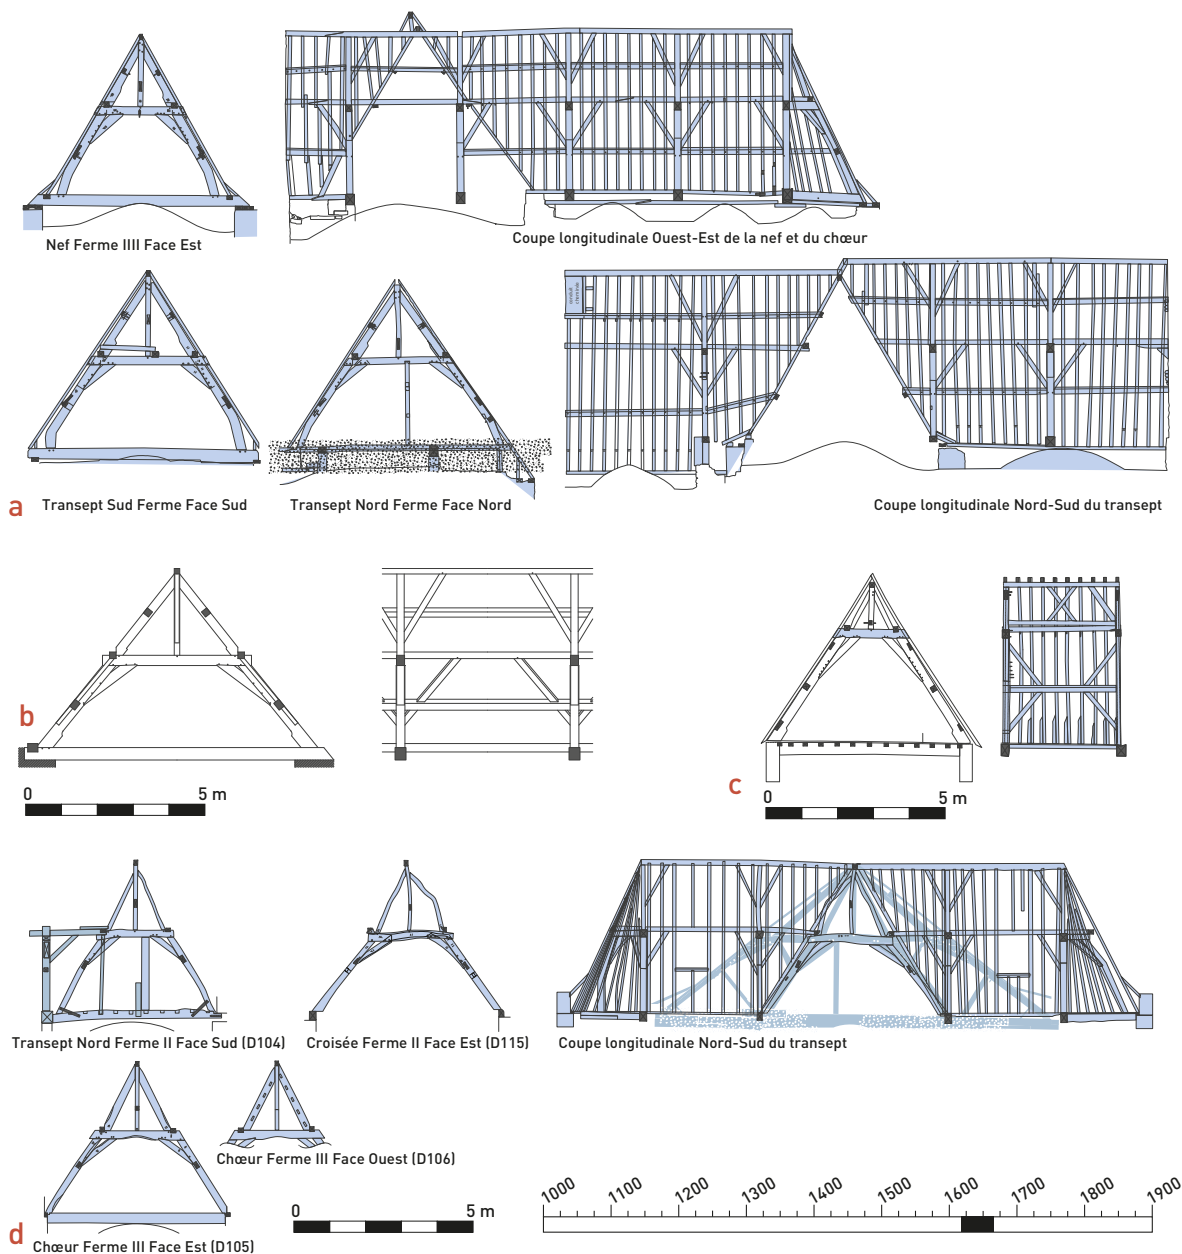 Nef Ferme IIII Face Est
Coupe longitudinale Ouest-Est de la nef et du chœur
conduit
cheminée
a
Transept Sud Ferme Face Sud
Transept Nord Ferme Face Nord
Coupe longitudinale Nord-Sud du transept
b
0 5 m
c
0 5 m
Transept Nord Ferme II Face Sud (D104)
Croisée Ferme II Face Est (D115)
Coupe longitudinale Nord-Sud du transept
Chœur Ferme III Face Ouest (D106)
d
Chœur Ferme III Face Est (D105)
0 5 m
1000 1100 1200 1300 1400 1500 1600 1700 1800 1900